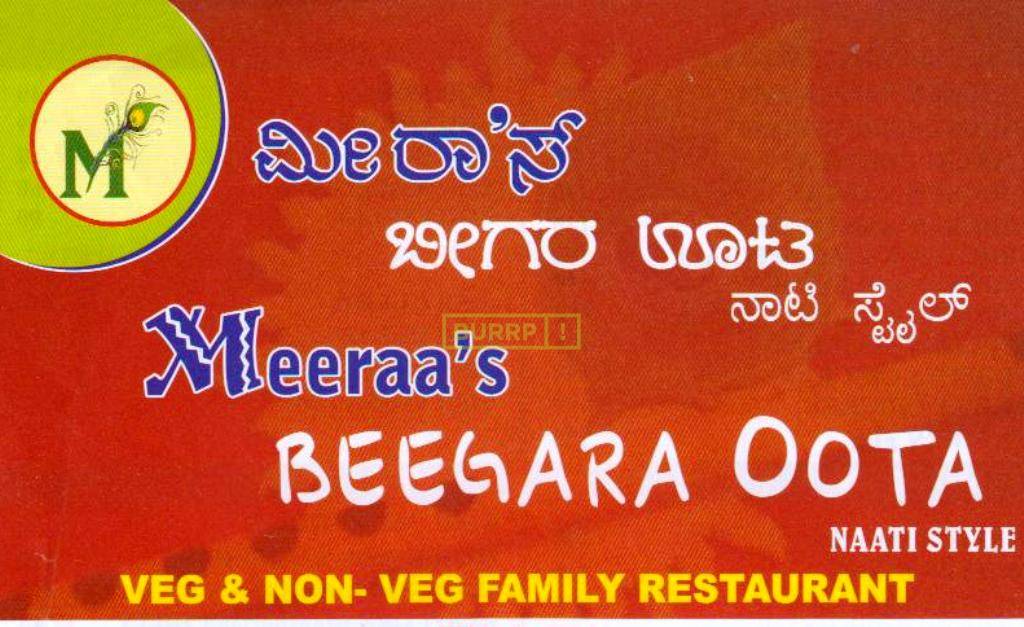 M
ಮೀರಾ'ಸ್
ಬೀಗರ ಊಟ
ನಾಟಿ ಸ್ಟೈಲ್
BURRP!
Meeraa's
BEEGARA OOTA
NAATI STYLE
VEG & NON- VEG FAMILY RESTAURANT